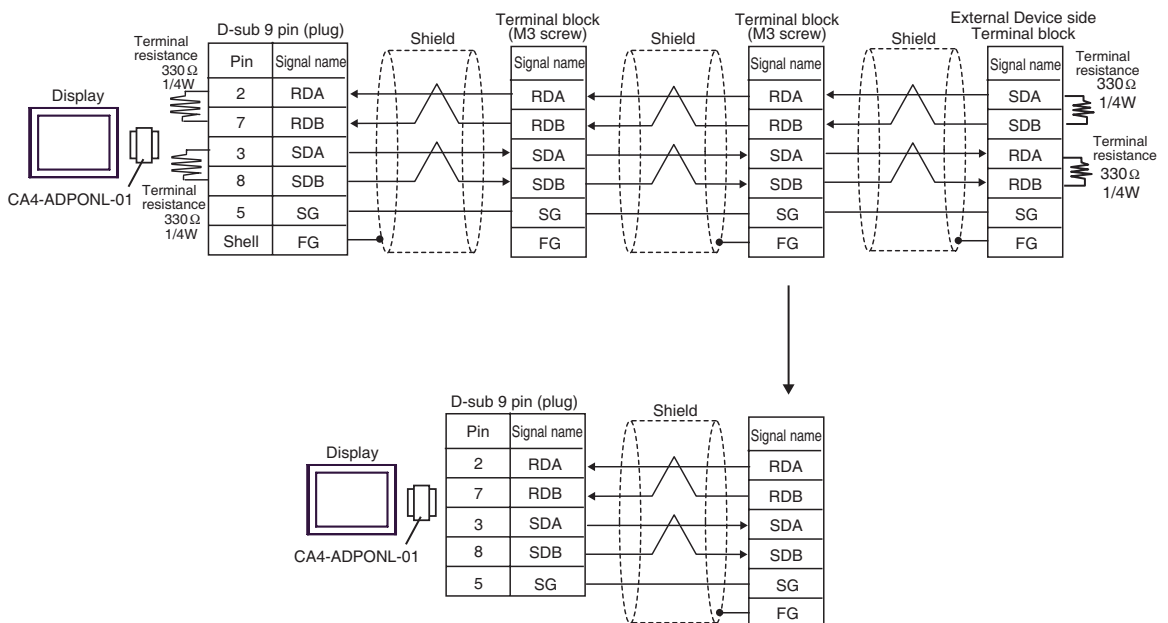 D-sub 9 pin (plug)
Shield
Terminal block
(M3 screw)
Shield
Terminal block
(M3 screw)
Shield
External Device side
Terminal block
Terminal
resistance
330Ω
1/4W
Pin Signal name
Signal name
Signal name
Signal name
Terminal
resistance
330Ω
1/4W
Display
2 RDA
RDA
RDA
SDA
7 RDB
RDB
RDB
SDB
3 SDA
SDA
SDA
RDA
Terminal
resistance
330Ω
1/4W
CA4-ADPONL-01
8 SDB
SDB
SDB
RDB
Terminal
resistance
330Ω
1/4W
5 SG
SG
SG
SG
Shell FG
FG
FG
FG
D-sub 9 pin (plug)
Shield
Pin Signal name
Signal name
Display
2 RDA
RDA
7 RDB
RDB
3 SDA
SDA
CA4-ADPONL-01
8 SDB
SDB
5 SG
SG
FG